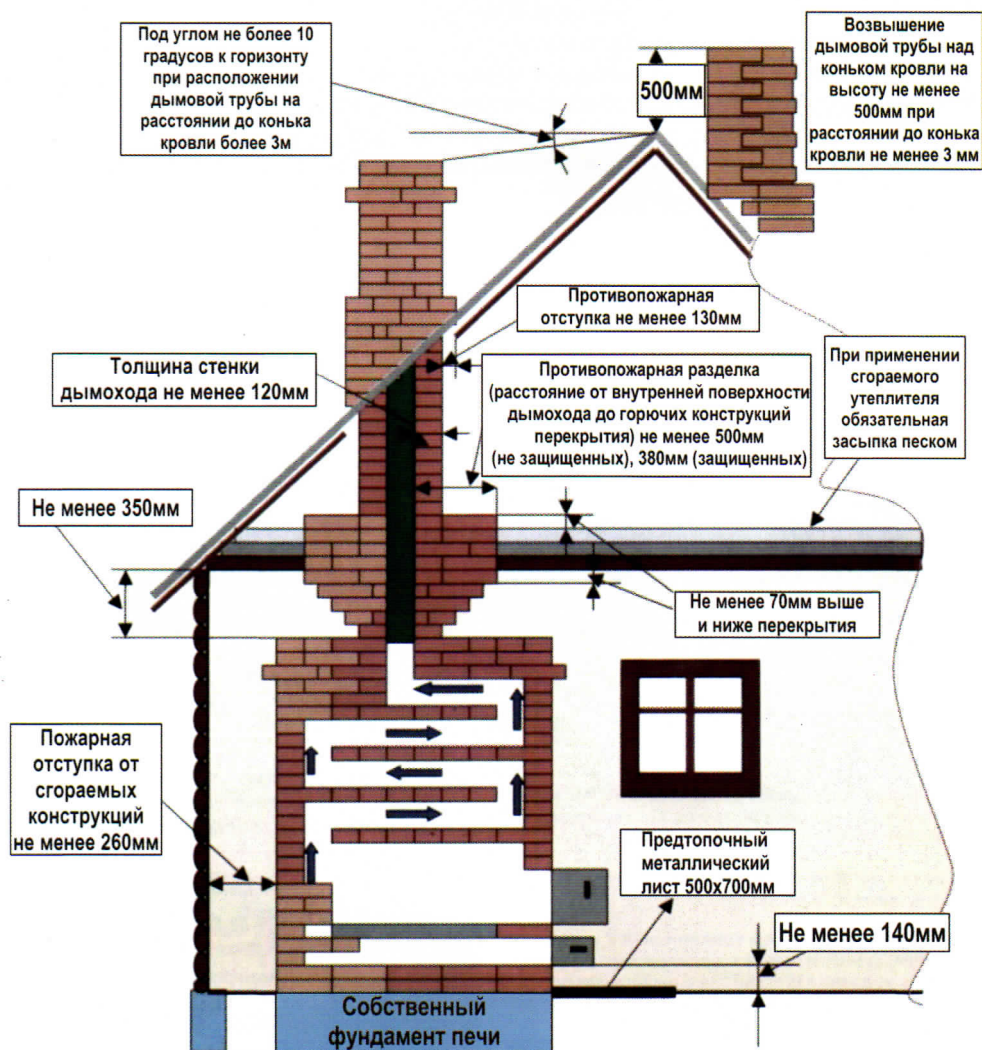 Под углом не более 10
градусов к горизонту
при расположении
дымовой трубы на
расстоянии до конька
кровли более 3м
500мм
Возвышение
дымовой трубы над
коньком кровли на
высоту не менее
500мм при
расстоянии до конька
кровли не менее 3 мм
Противопожарная
отступка не менее 130мм
Толщина стенки
дымохода не менее 120мм
Противопожарная разделка
(расстояние от внутренней поверхности
дымохода до горючих конструкций
перекрытия) не менее 500мм
(не защищенных), 380мм (защищенных)
При применении
сгораемого
утеплителя
обязательная
засыпка песком
Не менее 350мм
Не менее 70мм выше
и ниже перекрытия
Пожарная
отступка от
сгораемых
конструкций
не менее 260мм
Предтопочный
металлический
лист 500х700мм
Не менее 140мм
Собственный
фундамент печи